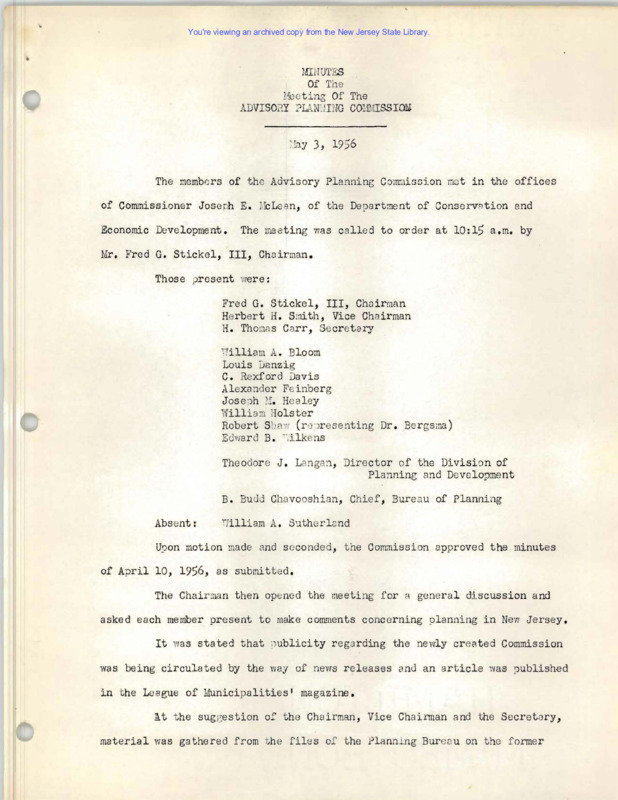 You're viewing an archived copy from the New Jersey State Library.
MINUTES
Of The
Meeting Of The
ADVISORY PLANNING COMMISSION
May 3, 1956
The members of the Advisory Planning Commission met in the offices
of Commissioner Joseph E. McLean, of the Department of Conservation and
Economic Development. The meeting was called to order at 10:15 a.m. by
Mr. Fred G. Stickel, III, Chairman.
Those present were:
Fred G. Stickel, III, Chairman
Herbert H. Smith, Vice Chairman
H. Thomas Carr, Secretary
William A. Bloom
Louis Danzig
C. Rexford Davis
Alexander Feinberg
Joseph M. Healey
William Holster
Robert Shaw (representing Dr. Bergsma)
Edward B. Wilkens
Theodore J. Langan, Director of the Division of
Planning and Development
B. Budd Chavooshian, Chief, Bureau of Planning
Absent: William A. Sutherland
Upon motion made and seconded, the Commission approved the minutes
of April 10, 1956, as submitted.
The Chairman then opened the meeting for a general discussion and
asked each member present to make comments concerning planning in New Jersey.
It was stated that publicity regarding the newly created Commission
was being circulated by the way of news releases and an article was published
in the League of Municipalities' magazine.
At the suggestion of the Chairman, Vice Chairman and the Secretary,
material was gathered from the files of the Planning Bureau on the former